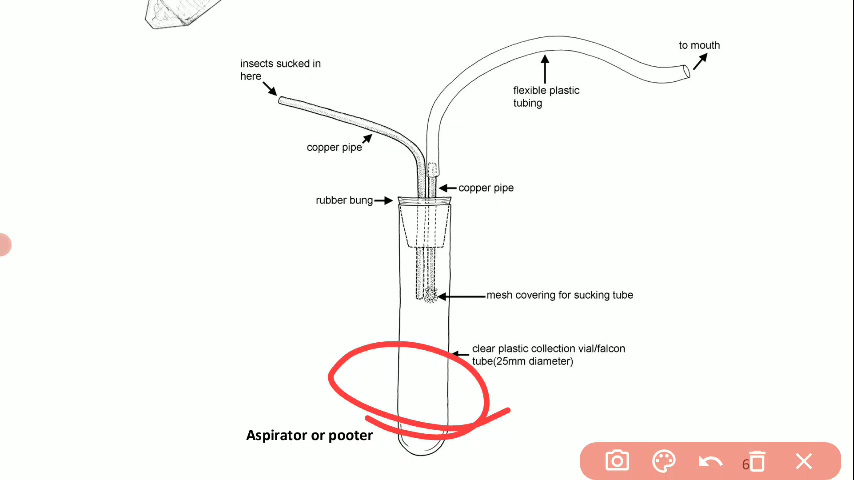 to mouth
insects sucked in
here
flexible plastic
tubing
copper pipe
copper pipe
rubber bung
mesh covering for sucking tube
clear plastic collection vial/falcon
tube(25mm diameter)
Aspirator or pooter
6